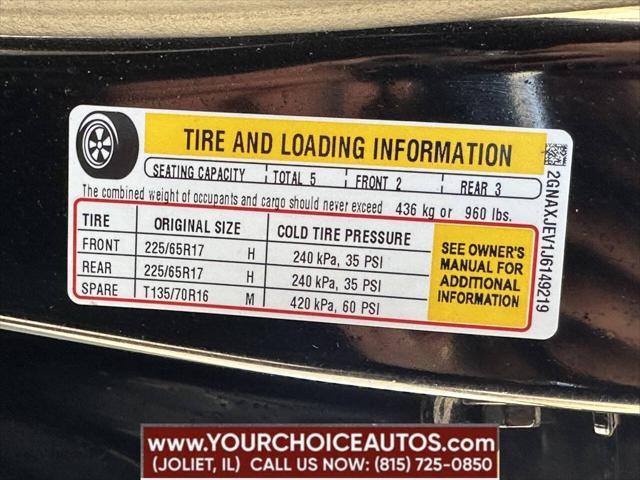 TIRE AND LOADING INFORMATION
SEATING CAPACITY TOTAL 5 FRONT 2 REAR 3
The combined weight of occupants and cargo should never exceed 436 kg or 960 lbs.
TIRE ORIGINAL SIZE COLD TIRE PRESSURE
FRONT 225/65R17 H 240 kPa, 35 PSI
REAR 225/65R17 H 240 kPa, 35 PSI
SPARE T135/70R16 M 420 kPa, 60 PSI
SEE OWNER'S
MANUAL FOR
ADDITIONAL
INFORMATION
2GNAXJEV1J6149219
WWW.YOURCHOICEAUTOS.COM
(JOLIET, IL) CALL US NOW: (815) 725-0850